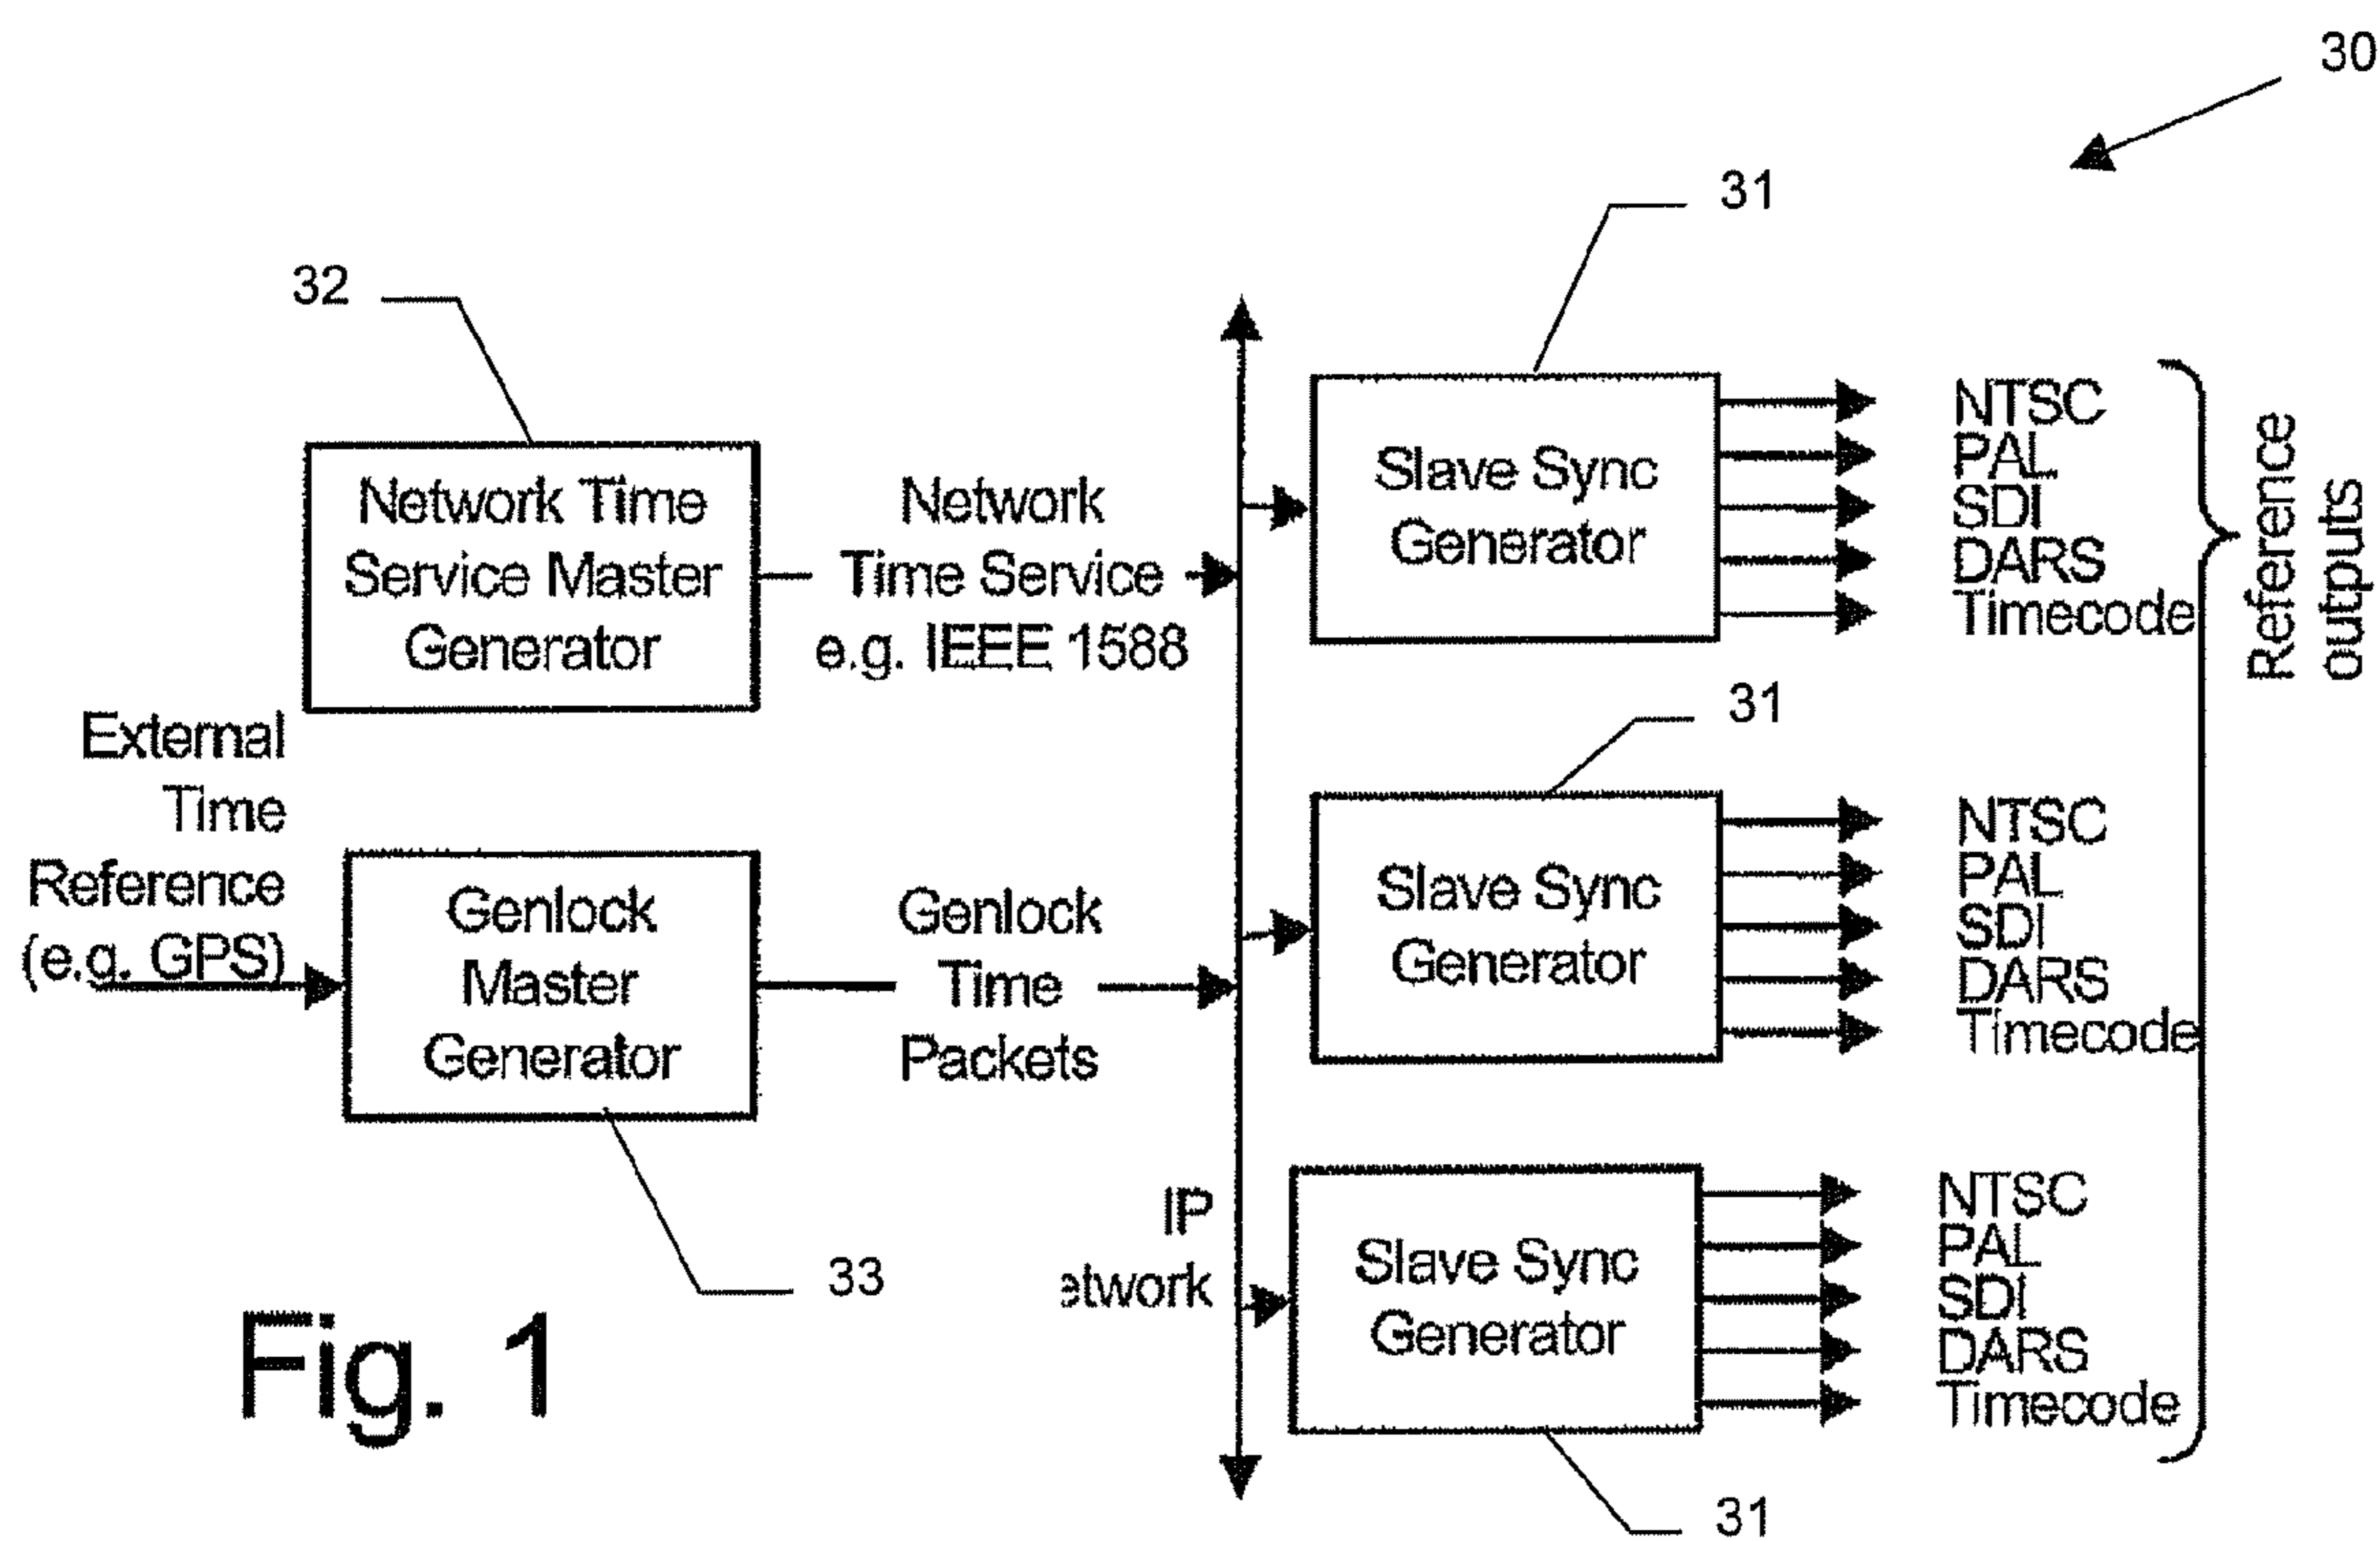 30
31
32
Network Time
Service Master
Generator
Network
Time Service
e.g. IEEE 1588
Slave Sync
Generator
NTSC
PAL
SDI
DARS
Timecode
Reference
outputs
External
Time
Reference
(e.g. GPS)
Genlock
Master
Generator
Genlock
Time
Packets
31
Slave Sync
Generator
NTSC
PAL
SDI
DARS
Timecode
33
IP
etwork
Slave Sync
Generator
NTSC
PAL
SDI
DARS
Timecode
31
Fig. 1